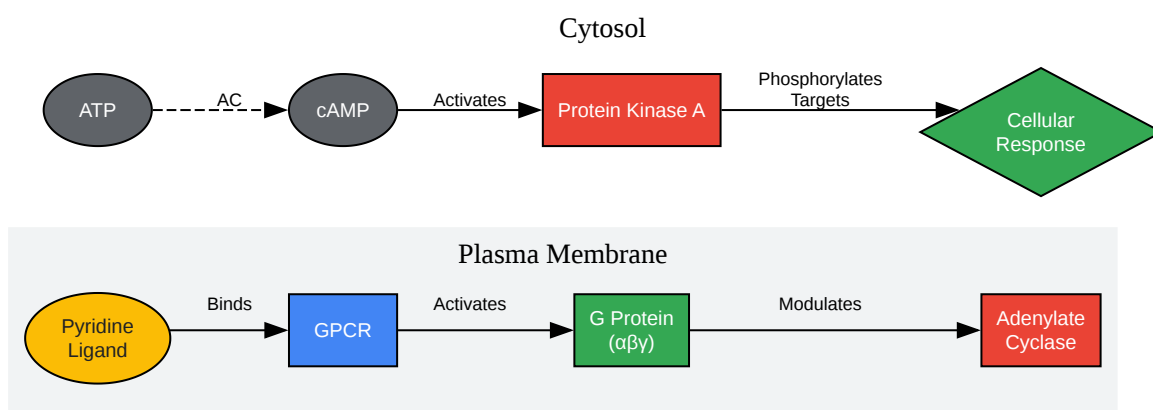 Cytosol
ATP
AC
cAMP
Activates
Protein Kinase A
Phosphorylates
Targets
Cellular
Response
Plasma Membrane
Pyridine
Ligand
Binds
GPCR
Activates
G Protein
(αβγ)
Modulates
Adenylate
Cyclase